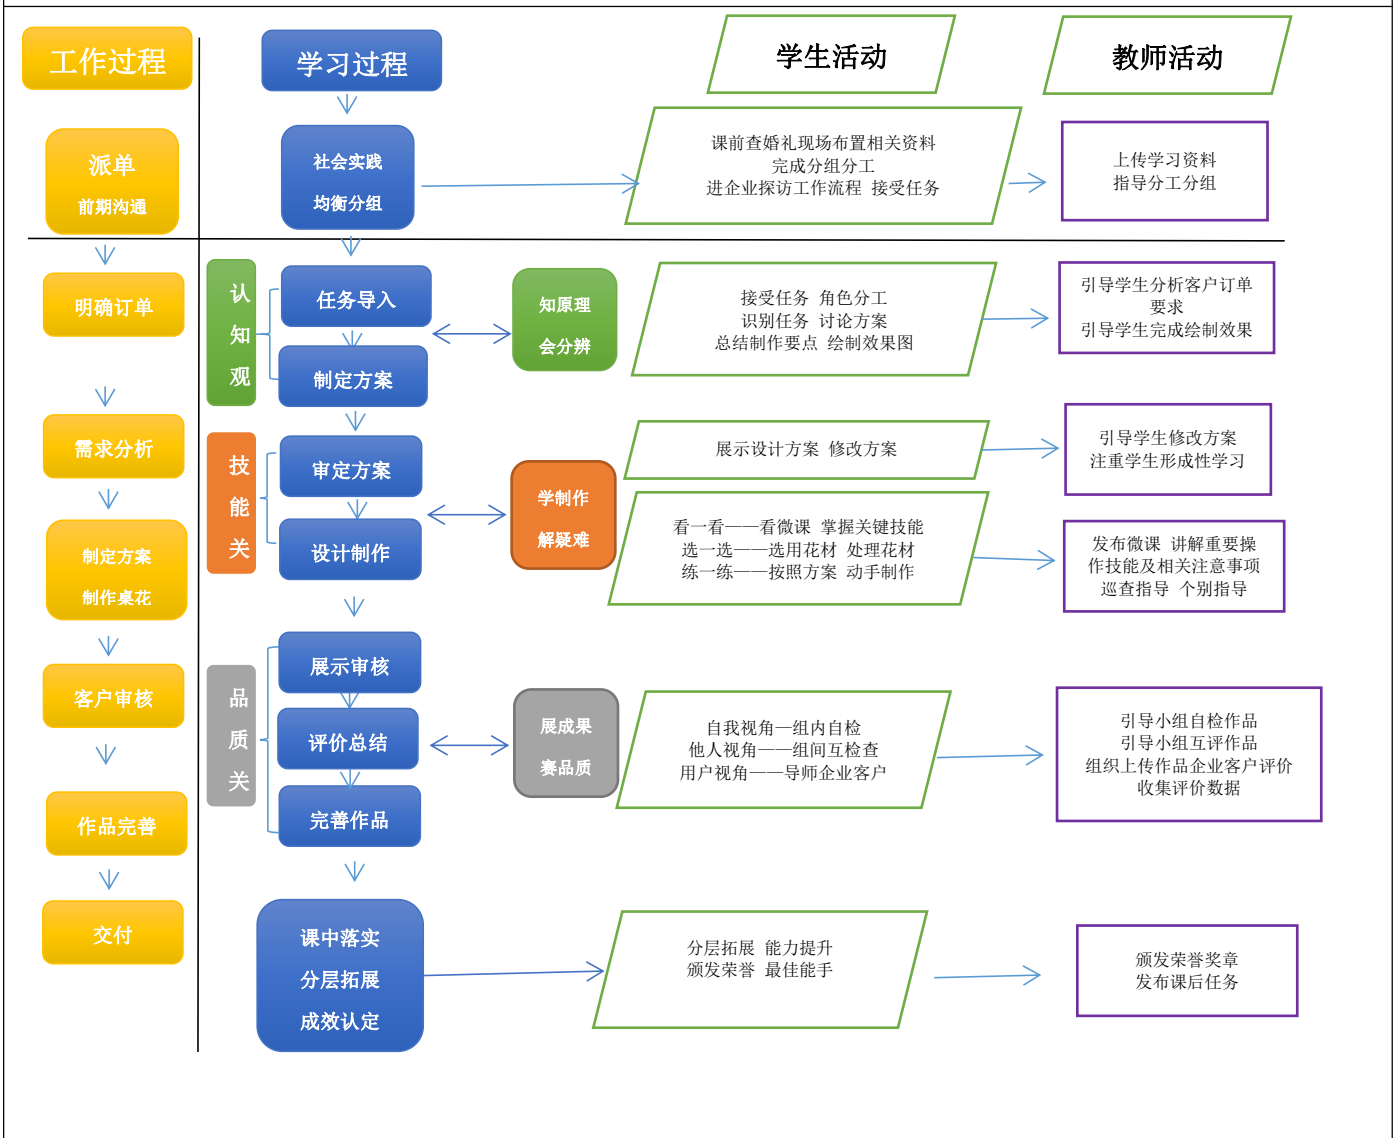 工作过程
学习过程
学生活动
教师活动
派单
前期沟通
社会实践
均衡分组
课前查婚礼现场布置相关资料
完成分组分工
进企业探访工作流程 接受任务
上传学习资料
指导分工分组
明确订单
认
知
观
任务导入
制定方案
知原理
会分辨
接受任务 角色分工
识别任务 讨论方案
总结制作要点 绘制效果图
引导学生分析客户订单
要求
引导学生完成绘制效果
需求分析
技
能
关
审定方案
设计制作
学制作
解疑难
展示设计方案 修改方案
引导学生修改方案
注重学生形成性学习
制定方案
制作桌花
看一看——看微课 掌握关键技能
选一选——选用花材 处理花材
练一练——按照方案 动手制作
发布微课 讲解重要操
作技能及相关注意事项
巡查指导 个别指导
客户审核
品
质
关
展示审核
评价总结
完善作品
展成果
赛品质
自我视角—组内自检
他人视角——组间互检查
用户视角——导师企业客户
引导小组自检作品
引导小组互评作品
组织上传作品企业客户评价
收集评价数据
作品完善
交付
课中落实
分层拓展
成效认定
分层拓展 能力提升
颁发荣誉 最佳能手
颁发荣誉奖章
发布课后任务